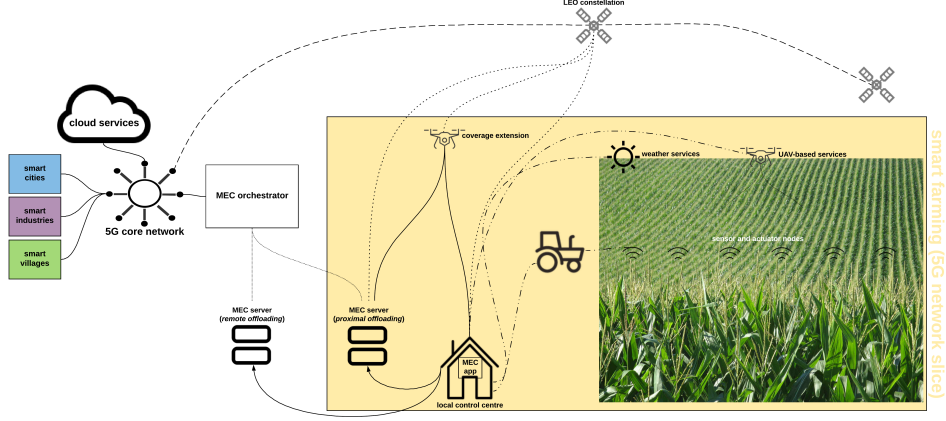 LEO constellation
cloud services
coverage extension
weather services
UAV-based services
smart
cities
smart
industries
smart
villages
5G core network
MEC orchestrator
sensor and actuator nodes
MEC server
(remote offloading)
MEC server
(proximal offloading)
MEC
app
local control centre
smart farming (5G network slice)